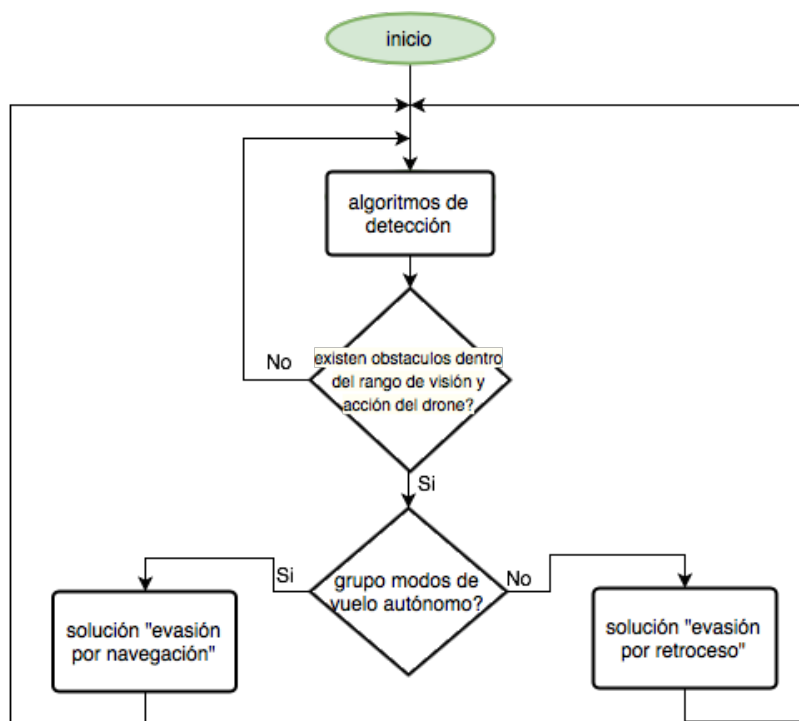 inicio
algoritmos de
detección
existen obstaculos dentro
del rango de visión y
acción del drone?
No
Si
grupo modos de
vuelo autónomo?
Si
No
solución "evasión
por navegación"
solución "evasión
por retroceso"